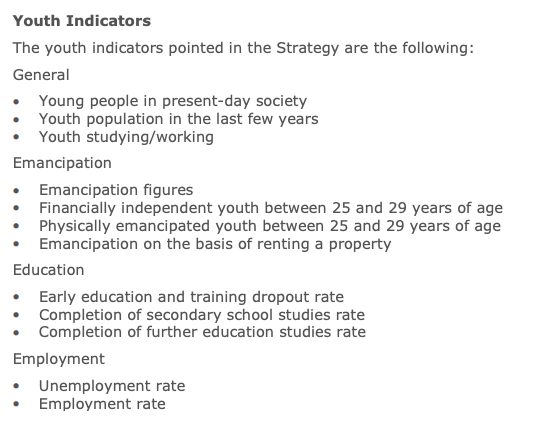 Youth Indicators
The youth indicators pointed in the Strategy are the following:
General
• Young people in present-day society
• Youth population in the last few years
• Youth studying/working
Emancipation
• Emancipation figures
• Financially independent youth between 25 and 29 years of age
• Physically emancipated youth between 25 and 29 years of age
• Emancipation on the basis of renting a property
Education
• Early education and training dropout rate
• Completion of secondary school studies rate
• Completion of further education studies rate
Employment
• Unemployment rate
• Employment rate